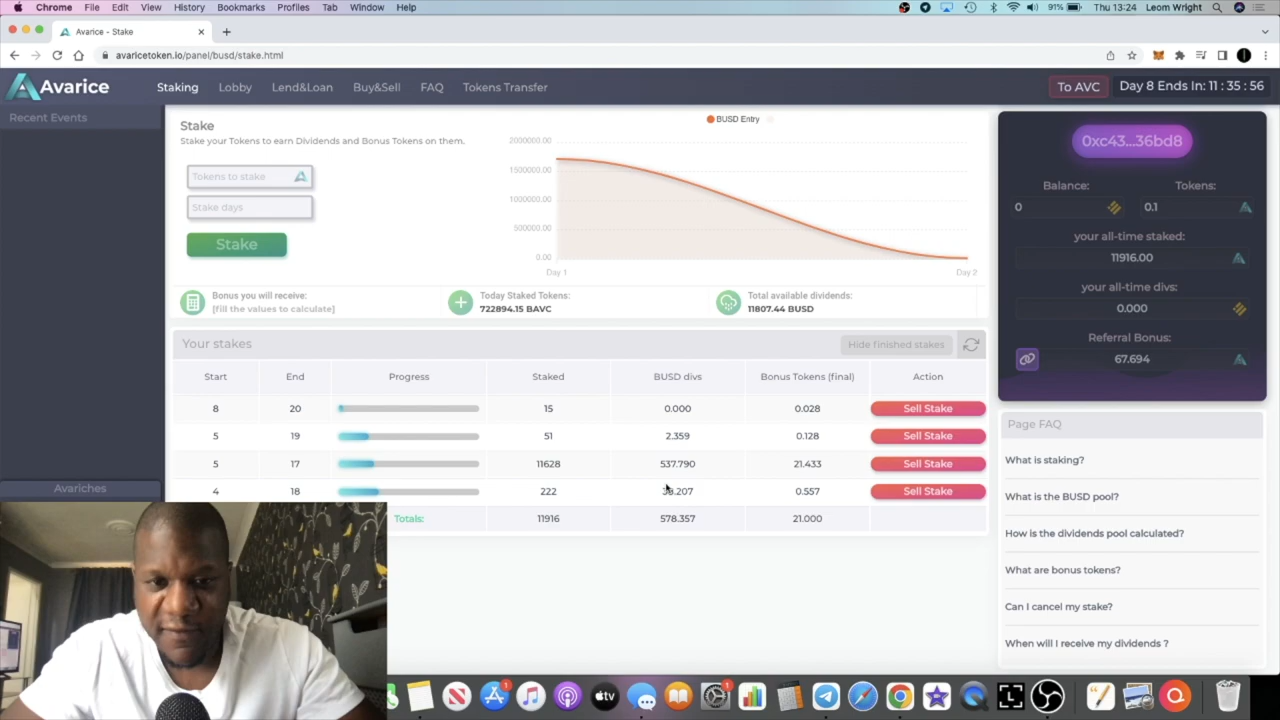 Chrome File Edit View History Bookmarks Profiles Tab Window Help 91% Thu 13:24 Leom Wright
Avarice - Stake
avaricetoken.io/panel/busd/stake.html
Avarice Staking Lobby Lend&Loan Buy&Sell FAQ Tokens Transfer To AVC Day 8 Ends In: 11 : 35 : 56
Recent Events
Stake
Stake your Tokens to earn Dividends and Bonus Tokens on them.
Tokens to stake
Stake days
Stake
BUSD Entry
2000000.00
1500000.00
1000000.00
500000.00
0.00
Day 1 Day 2
Bonus you will receive:
[fill the values to calculate]
Today Staked Tokens:
722894.15 BAVC
Total available dividends:
11807.44 BUSD
Your stakes Hide finished stakes
Start End Progress Staked BUSD divs Bonus Tokens (final) Action
8 20 15 0.000 0.028 Sell Stake
5 19 51 2.359 0.128 Sell Stake
5 17 11628 537.790 21.433 Sell Stake
4 18 222 .207 0.557 Sell Stake
Totals: 11916 578.357 21.000
Avariches
0xc43...36bd8
Balance: Tokens:
0 0.1
your all-time staked:
11916.00
your all-time divs:
0.000
Referral Bonus:
67.694
Page FAQ
What is staking?
What is the BUSD pool?
How is the dividends pool calculated?
What are bonus tokens?
Can I cancel my stake?
When will I receive my dividends ?
1
tv
1